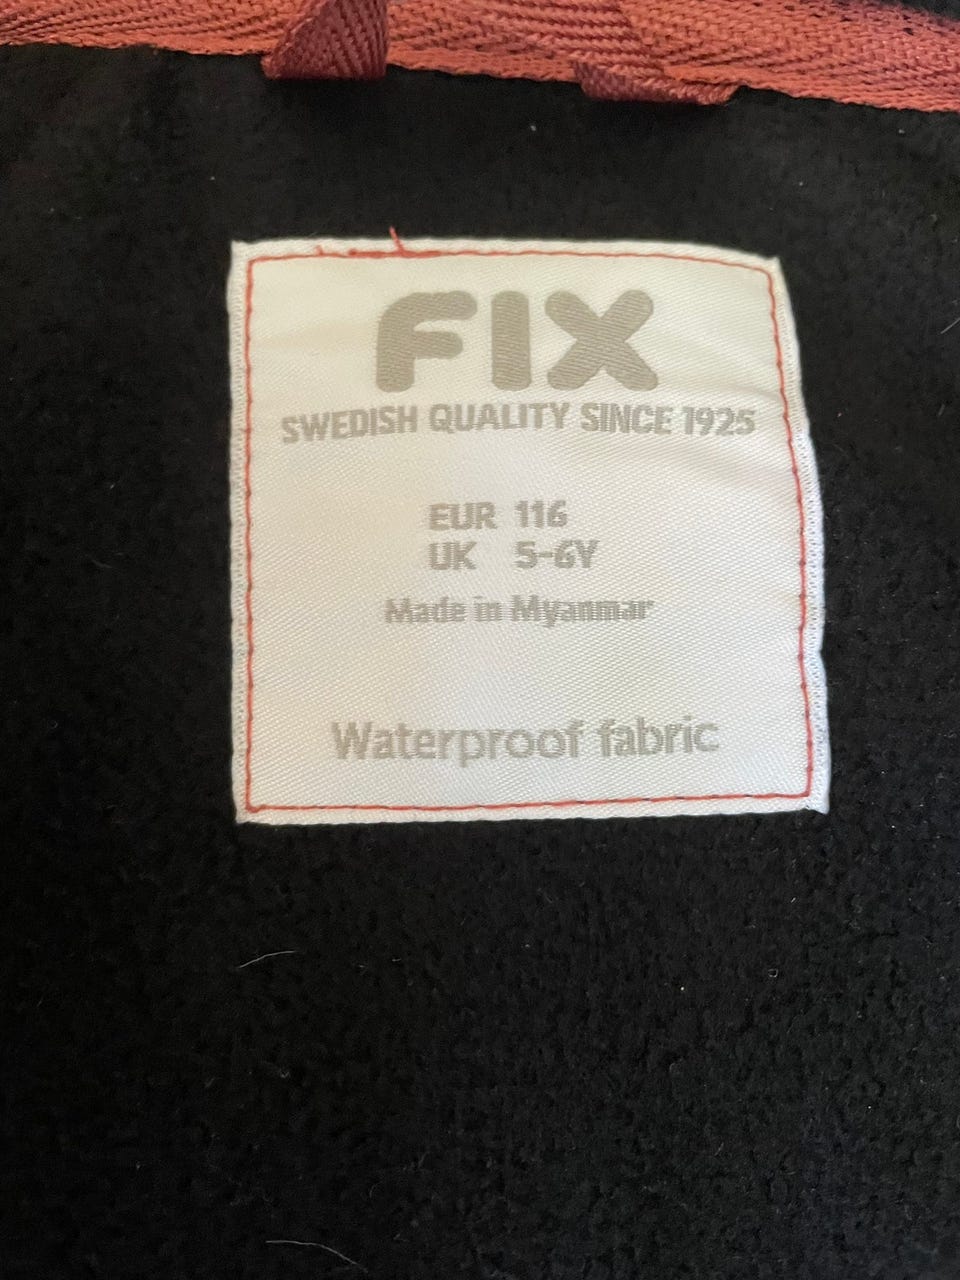 FIX
SWEDISH QUALITY SINCE 1925
EUR 116
UK 5-6Y
Made in Myanmar
Waterproof fabric